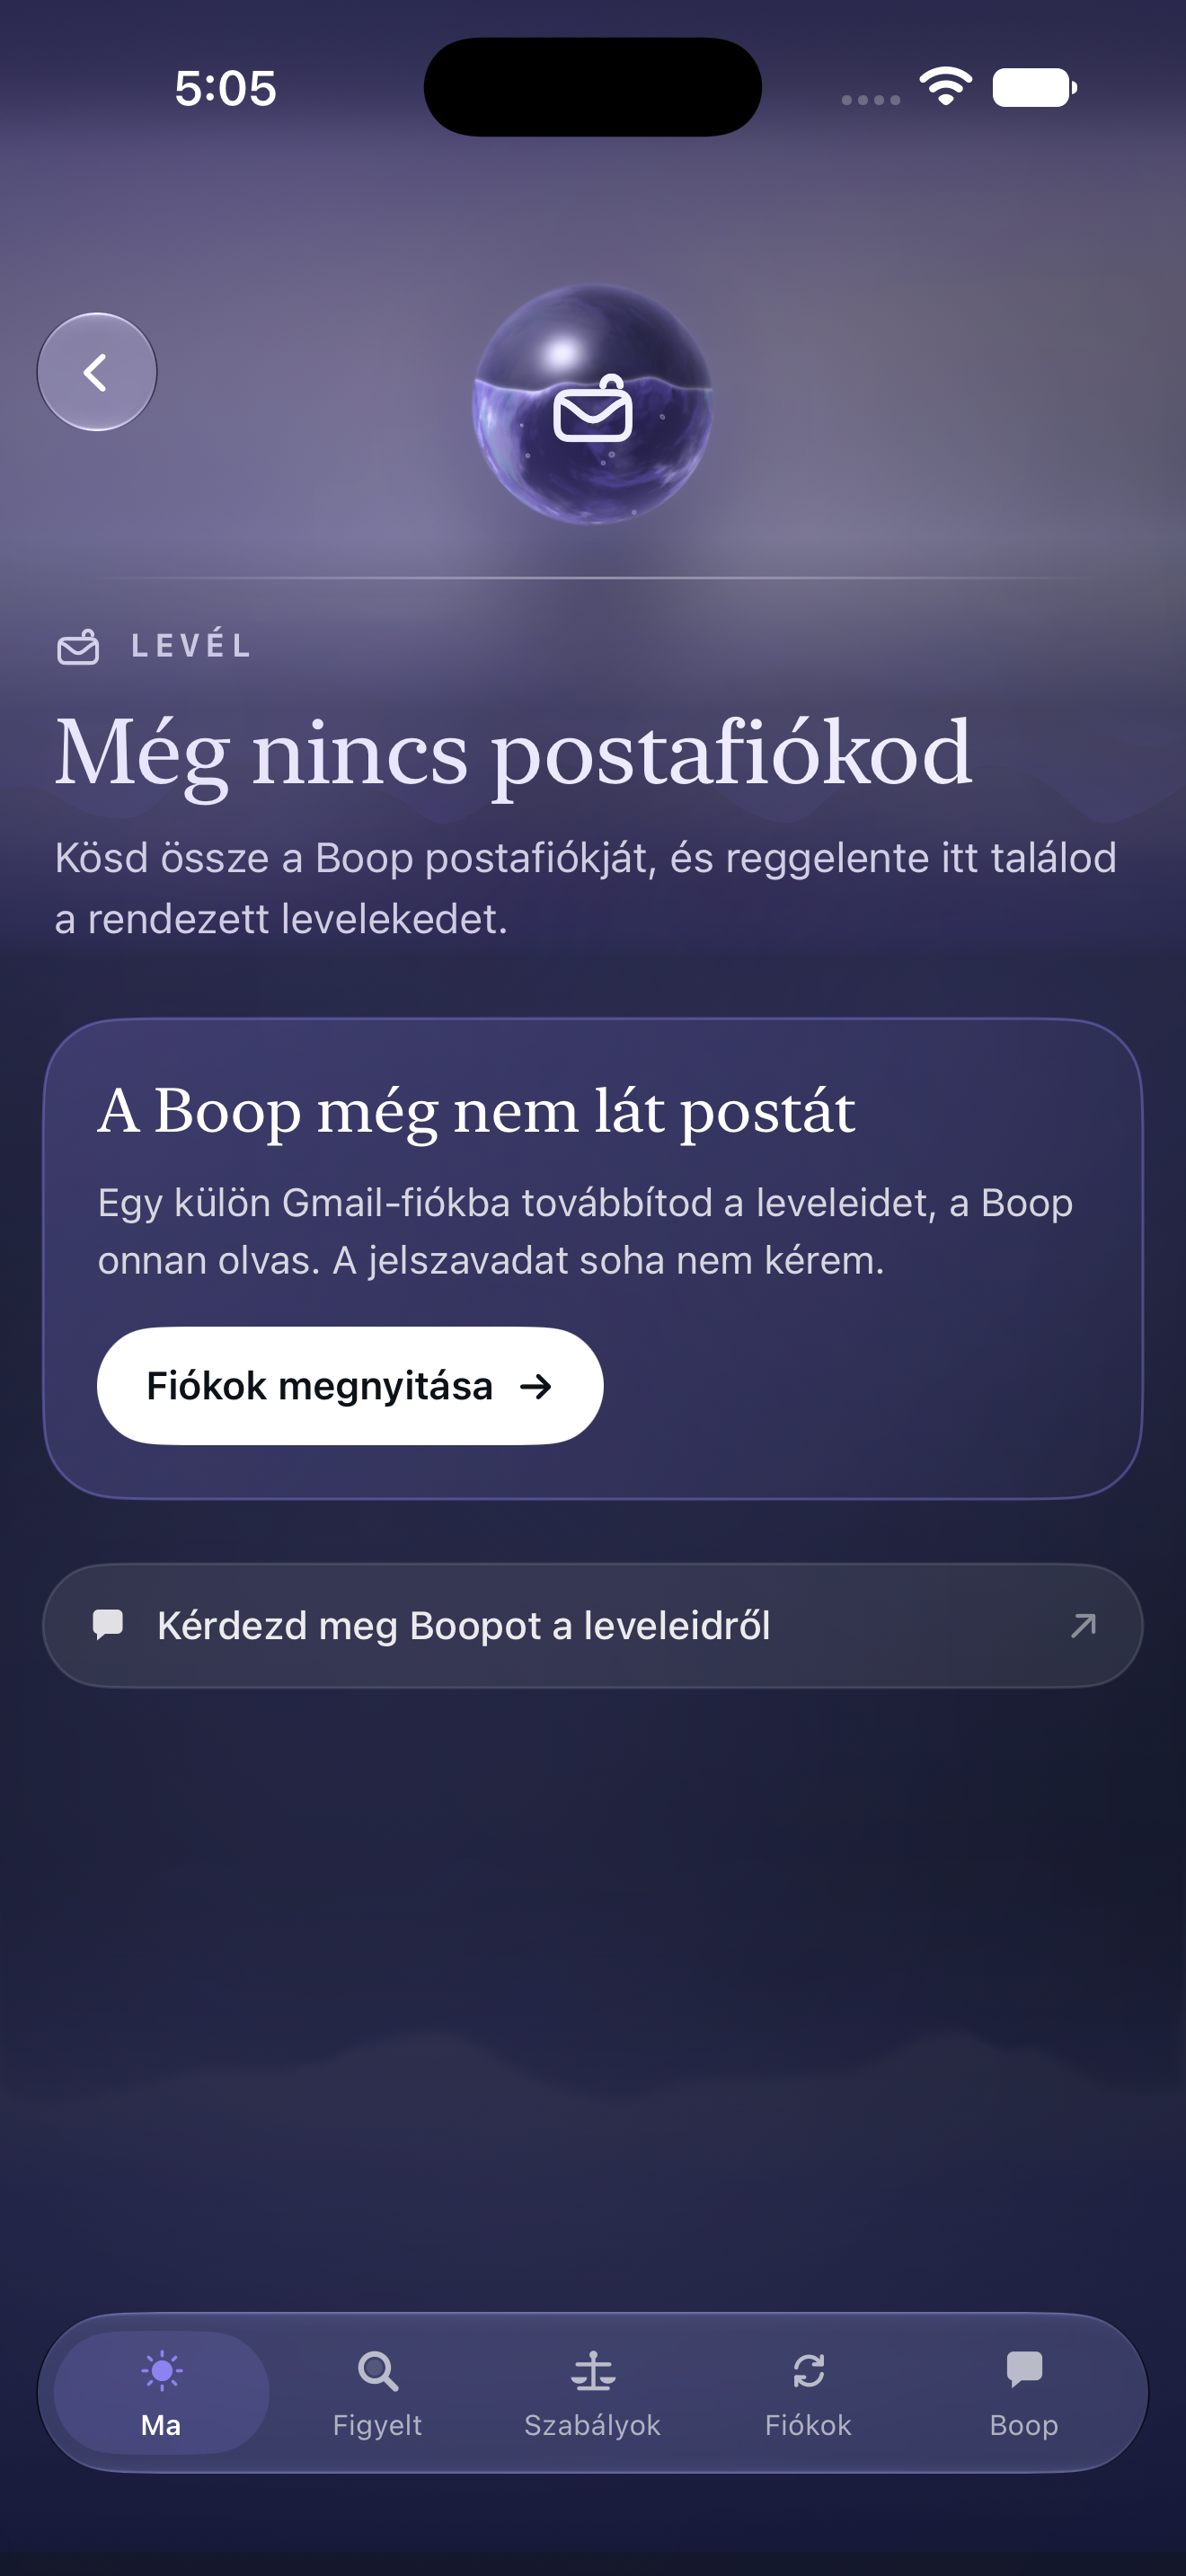 5:05
LEVÉL
Még nincs postafiókod
Kösd össze a Boop postafiókját, és reggelente itt találod
a rendezett levelekedet.
A Boop még nem lát postát
Egy külön Gmail-fiókba továbbítod a leveleidet, a Boop
onnan olvas. A jelszavadat soha nem kérem.
Fiókok megnyitása →
Kérdezd meg Boopot a leveleidről
Ma
Figyelt
Szabályok
Fiókok
Boop